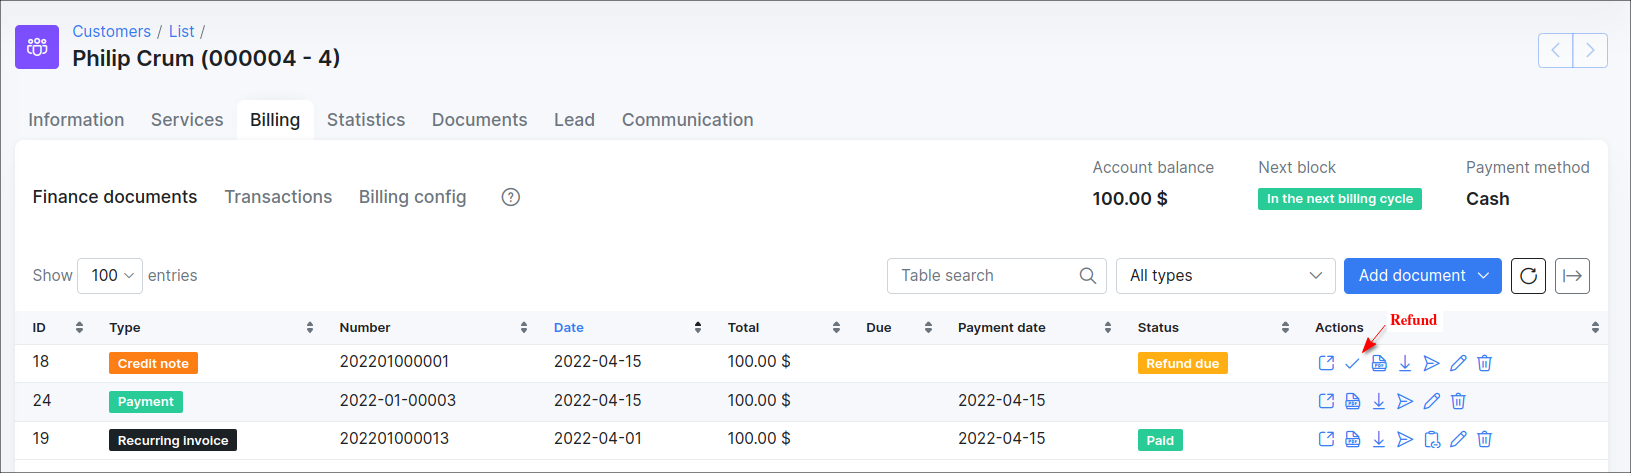 Customers / List /
Philip Crum (000004 - 4)
Information Services Billing Statistics Documents Lead Communication
Account balance Next block Payment method
Finance documents Transactions Billing config ?
100.00 $ In the next billing cycle Cash
Show 100 entries Table search All types Add document
ID Type Number Date Total Due Payment date Status Actions Refund
18 Credit note 202201000001 2022-04-15 100.00 $ Refund due PDF
24 Payment 2022-01-00003 2022-04-15 100.00 $ 2022-04-15 PDF
19 Recurring invoice 202201000013 2022-04-01 100.00 $ 2022-04-15 Paid PDF